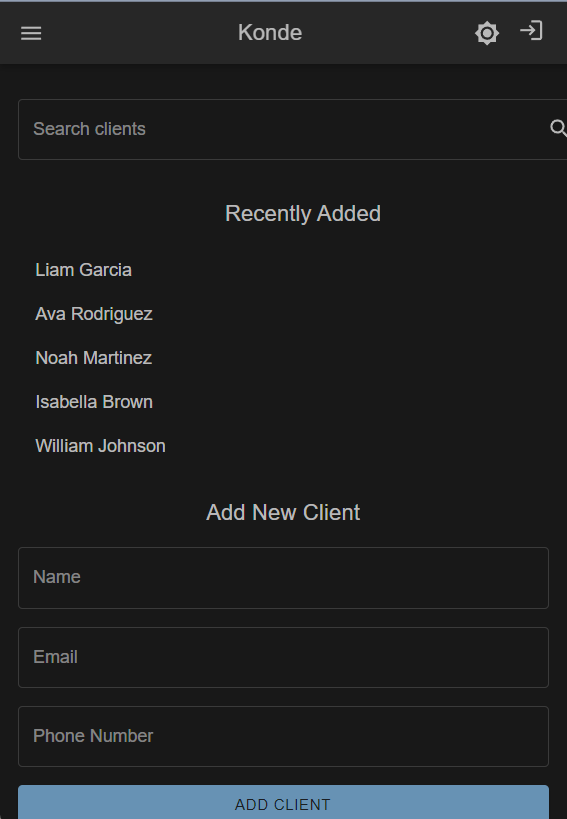 Konde
Search clients
Recently Added
Liam Garcia
Ava Rodriguez
Noah Martinez
Isabella Brown
William Johnson
Add New Client
Name
Email
Phone Number
ADD CLIENT